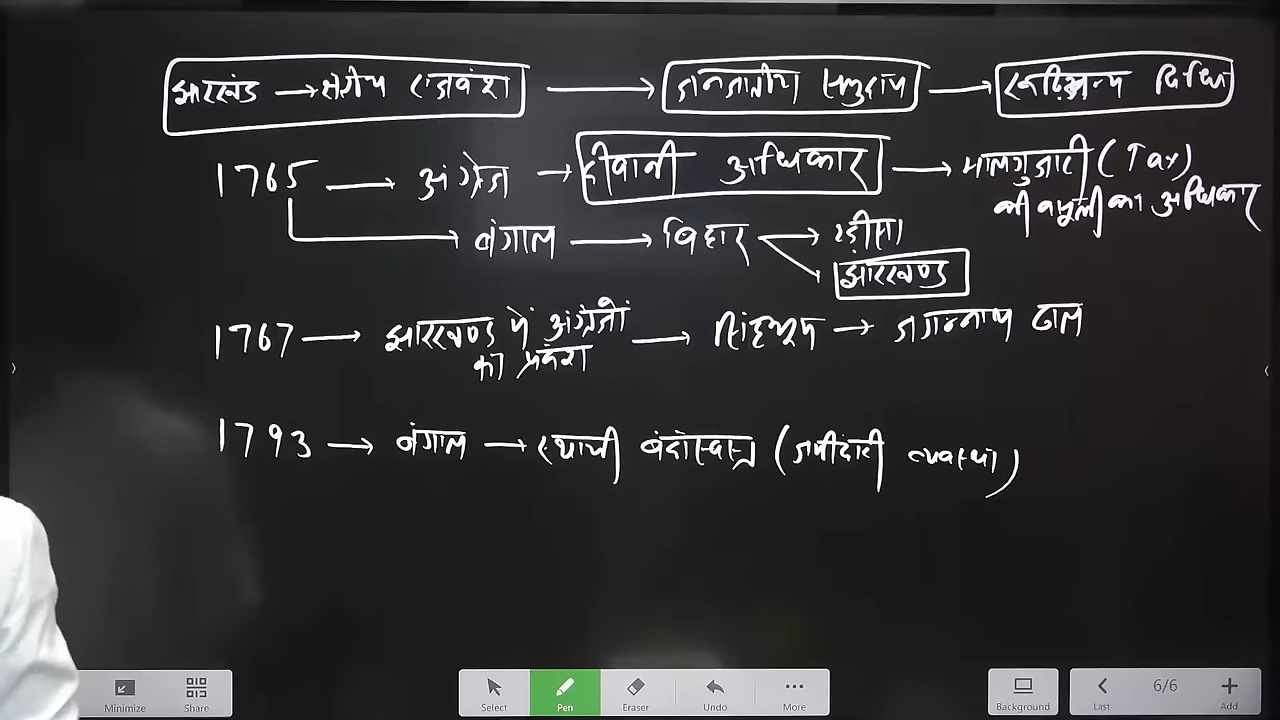 झारखंड → क्षेत्रीय राजवंश → जनजातीय समुदाय → रूढ़िजन्य विधि
1765 → अंग्रेज → दीवानी अधिकार → मालगुजारी (Tax)
की वसूली का अधिकार
बंगाल → बिहार → उड़ीसा
झारखण्ड
1767 → झारखण्ड में अंग्रेजों → सिंहभूम → जगन्नाथ ढाल
का प्रवेश
1793 → बंगाल → स्थायी बंदोबस्त (जमींदारी व्यवस्था)
Minimize Share Select Pen Eraser Undo More Background Last 6/6 Add